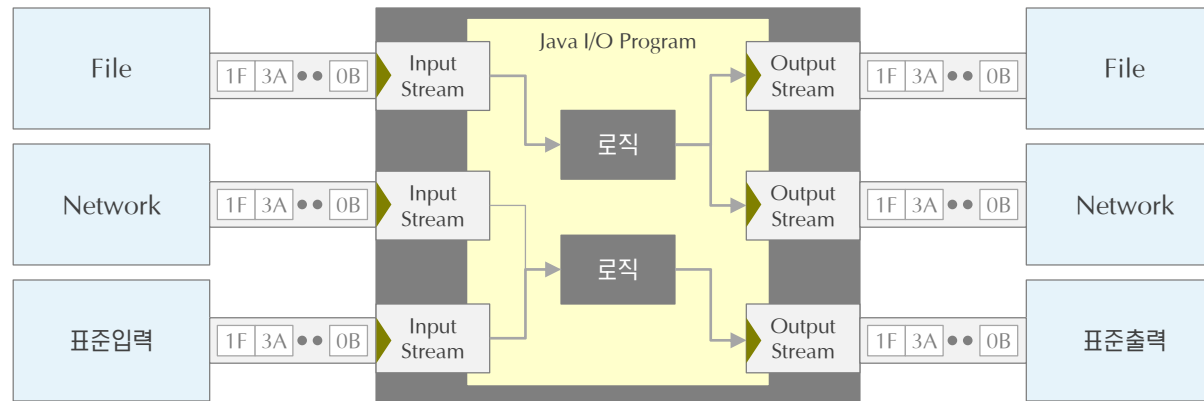 Java I/O Program
File
1F 3A •• 0B
Input
Stream
로직
Output
Stream
1F 3A •• 0B
File
Network
1F 3A •• 0B
Input
Stream
Output
Stream
1F 3A •• 0B
Network
로직
표준입력
1F 3A •• 0B
Input
Stream
Output
Stream
1F 3A •• 0B
표준출력